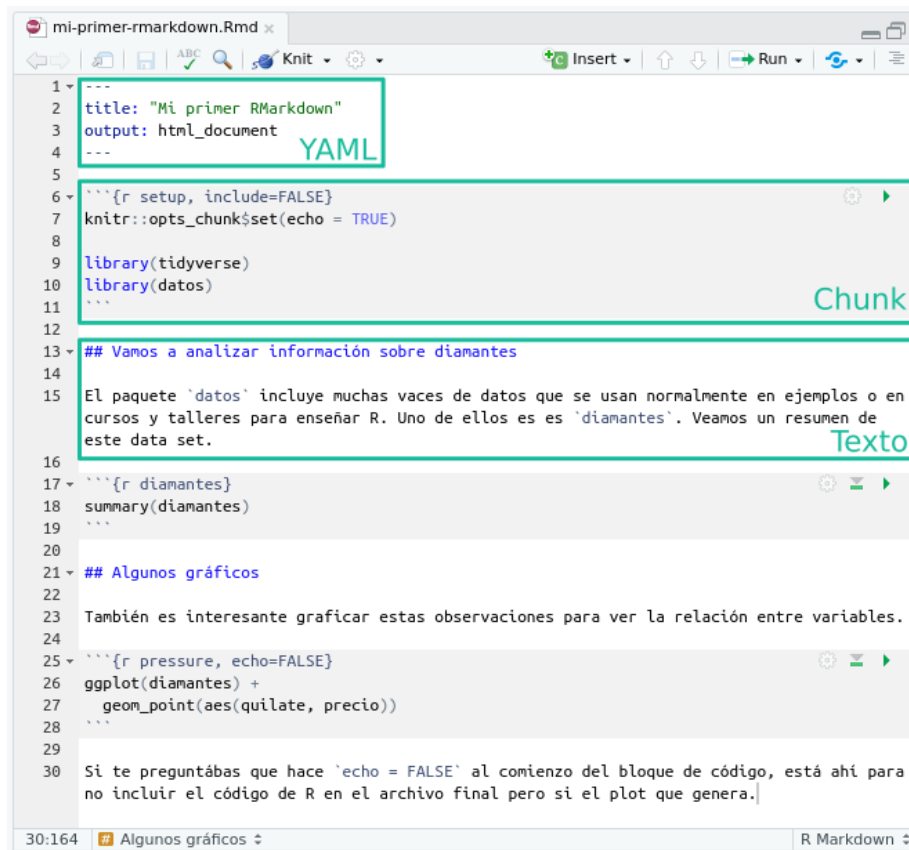 mi-primer-rmarkdown.Rmd ×
ABC Knit Insert Run
1 ---
2 title: "Mi primer RMarkdown"
3 output: html_document
4 ---
YAML
5
6 ```{r setup, include=FALSE}
7 knitr::opts_chunk$set(echo = TRUE)
8
9 library(tidyverse)
10 library(datos)
11 ```
Chunk
12
13 ## Vamos a analizar información sobre diamantes
14
15 El paquete `datos` incluye muchas vaces de datos que se usan normalmente en ejemplos o en
cursos y talleres para enseñar R. Uno de ellos es es `diamantes`. Veamos un resumen de
este data set.
Texto
16
17 ```{r diamantes}
18 summary(diamantes)
19 ```
20
21 ## Algunos gráficos
22
23 También es interesante graficar estas observaciones para ver la relación entre variables.
24
25 ```{r pressure, echo=FALSE}
26 ggplot(diamantes) +
27 geom_point(aes(quilate, precio))
28 ```
29
30 Si te preguntábas que hace `echo = FALSE` al comienzo del bloque de código, está ahí para
no incluir el código de R en el archivo final pero si el plot que genera.
30:164 # Algunos gráficos R Markdown